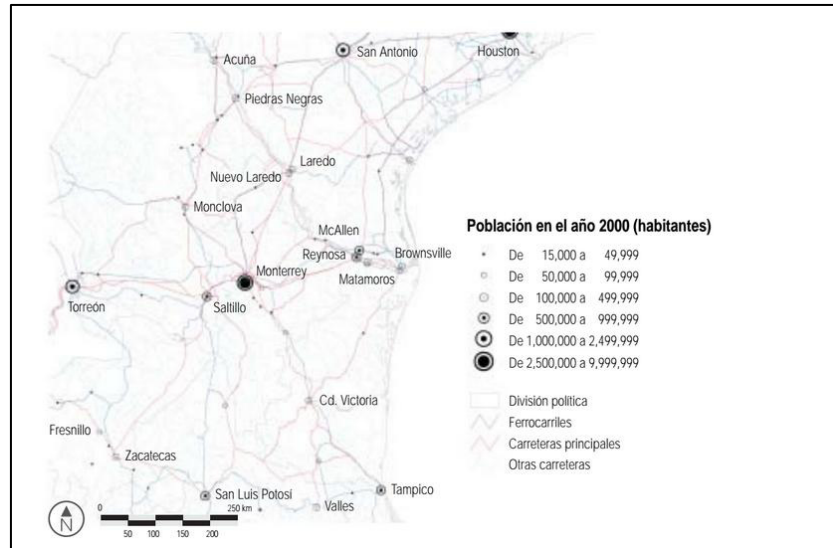 San Antonio
Houston
Acuña
Piedras Negras
Laredo
Nuevo Laredo
Monclova
McAllen
Reynosa
Brownsville
Matamoros
Monterrey
Torreón
Saltillo
Cd. Victoria
Fresnillo
Zacatecas
San Luis Potosí
Tampico
Valles
N
0 250 km
50 100 150 200
Población en el año 2000 (habitantes)
De 15,000 a 49,999
De 50,000 a 99,999
De 100,000 a 499,999
De 500,000 a 999,999
De 1,000,000 a 2,499,999
De 2,500,000 a 9,999,999
División política
Ferrocarriles
Carreteras principales
Otras carreteras